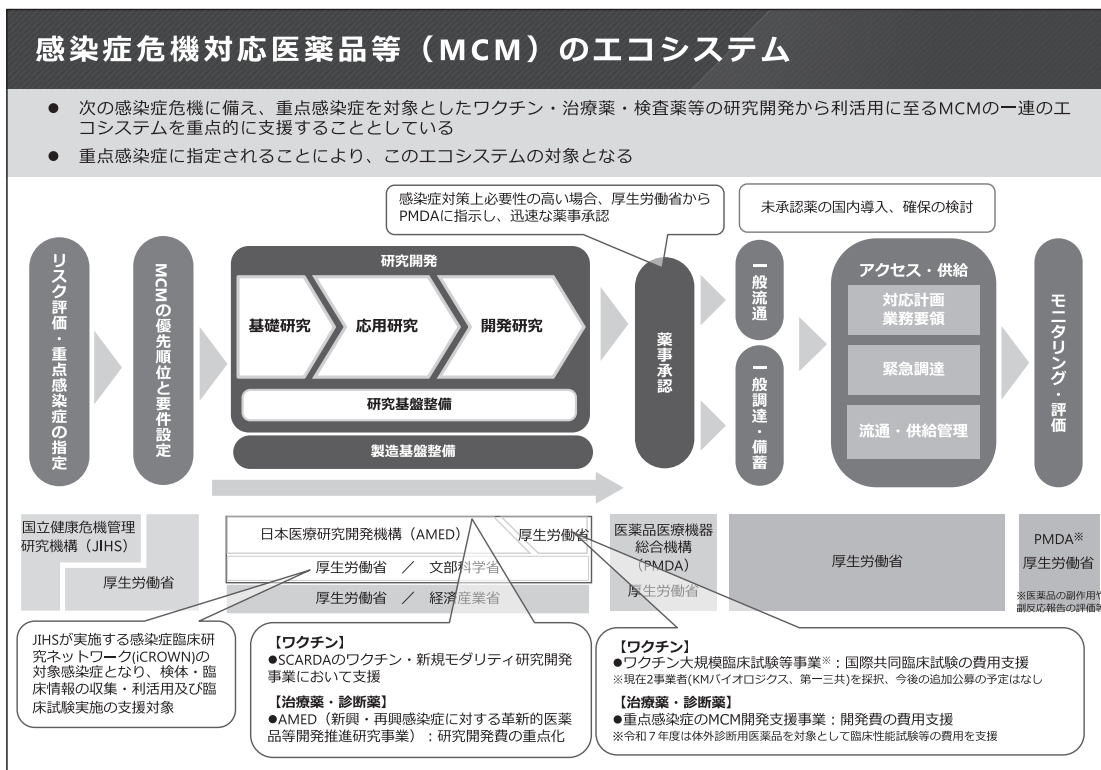 感染症危機対応医薬品等（MCM）のエコシステム
● 次の感染症危機に備え、重点感染症を対象としたワクチン・治療薬・検査薬等の研究開発から利活用に至るMCMの一連のエ
コシステムを重点的に支援することとしている
● 重点感染症に指定されることにより、このエコシステムの対象となる
感染症対策上必要性の高い場合、厚生労働省から
PMDAに指示し、迅速な薬事承認
未承認薬の国内導入、確保の検討
リスク評価・重点感染症の指定
MCMの優先順位と要件設定
研究開発
基礎研究
応用研究
開発研究
研究基盤整備
製造基盤整備
薬事承認
一般流通
一般調達・備蓄
アクセス・供給
対応計画
業務要領
緊急調達
流通・供給管理
モニタリング・評価
国立健康危機管理
研究機構（JIHS）
厚生労働省
日本医療研究開発機構（AMED）
厚生労働省
厚生労働省 ／ 文部科学省
厚生労働省 ／ 経済産業省
医薬品医療機器
総合機構
（PMDA）
厚生労働省
厚生労働省
PMDA※
厚生労働省
※医薬品の副作用や
副反応報告の評価等
JIHSが実施する感染症臨床研
究ネットワーク(iCROWN)の
対象感染症となり、検体・臨
床情報の収集・利活用及び臨
床試験実施の支援対象
【ワクチン】
●SCARDAのワクチン・新規モダリティ研究開発
事業において支援
【治療薬・診断薬】
●AMED（新興・再興感染症に対する革新的医薬
品等開発推進研究事業）：研究開発費の重点化
【ワクチン】
●ワクチン大規模臨床試験等事業※：国際共同臨床試験の費用支援
※現在2事業者(KMバイオロジクス、第一三共)を採択、今後の追加公募の予定はなし
【治療薬・診断薬】
●重点感染症のMCM開発支援事業：開発費の費用支援
※令和７年度は体外診断用医薬品を対象として臨床性能試験等の費用を支援